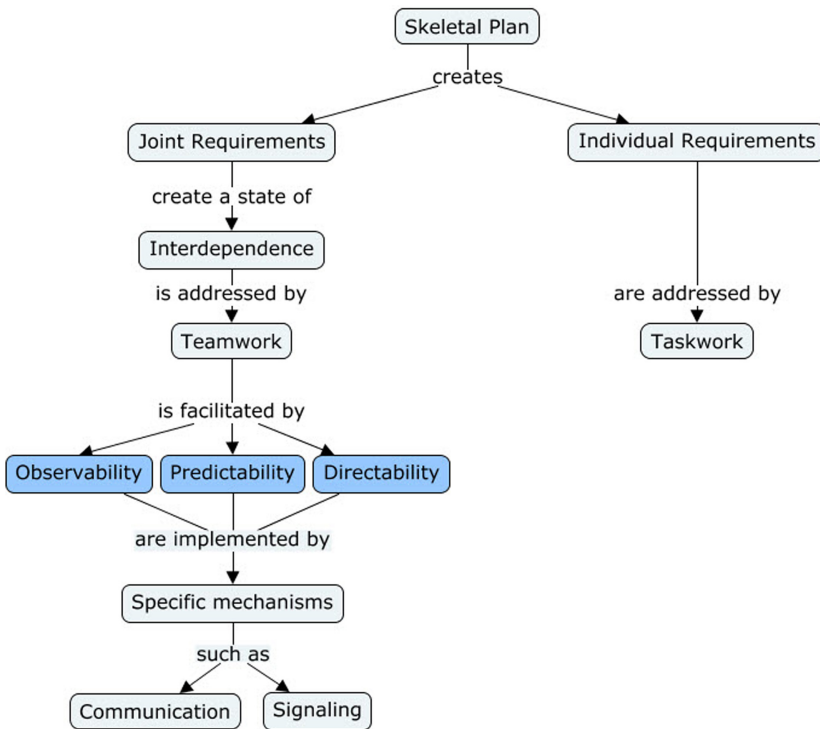 Skeletal Plan
creates
Joint Requirements
Individual Requirements
create a state of
Interdependence
is addressed by
are addressed by
Teamwork
Taskwork
is facilitated by
Observability
Predictability
Directability
are implemented by
Specific mechanisms
such as
Communication
Signaling